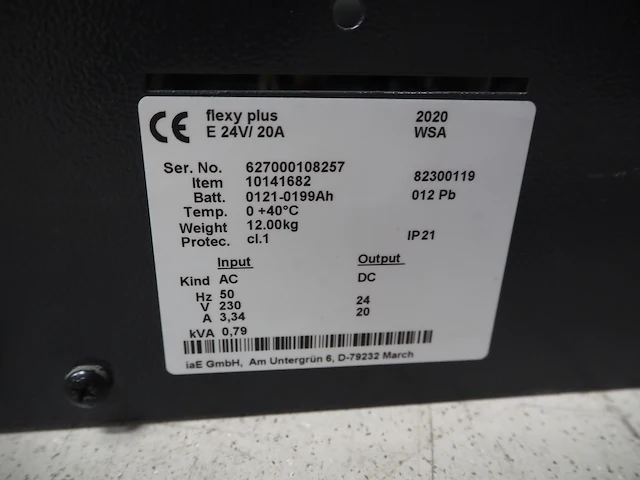 CE flexy plus 2020
E 24V/ 20A WSA
Ser. No. 627000108257
Item 10141682 82300119
Batt. 0121-0199Ah 012 Pb
Temp. 0 +40°C
Weight 12.00kg
Protec. cl.1 IP21
Input Output
Kind AC DC
Hz 50
V 230 24
A 3,34 20
kVA 0,79
iaE GmbH, Am Untergrün 6, D-79232 March